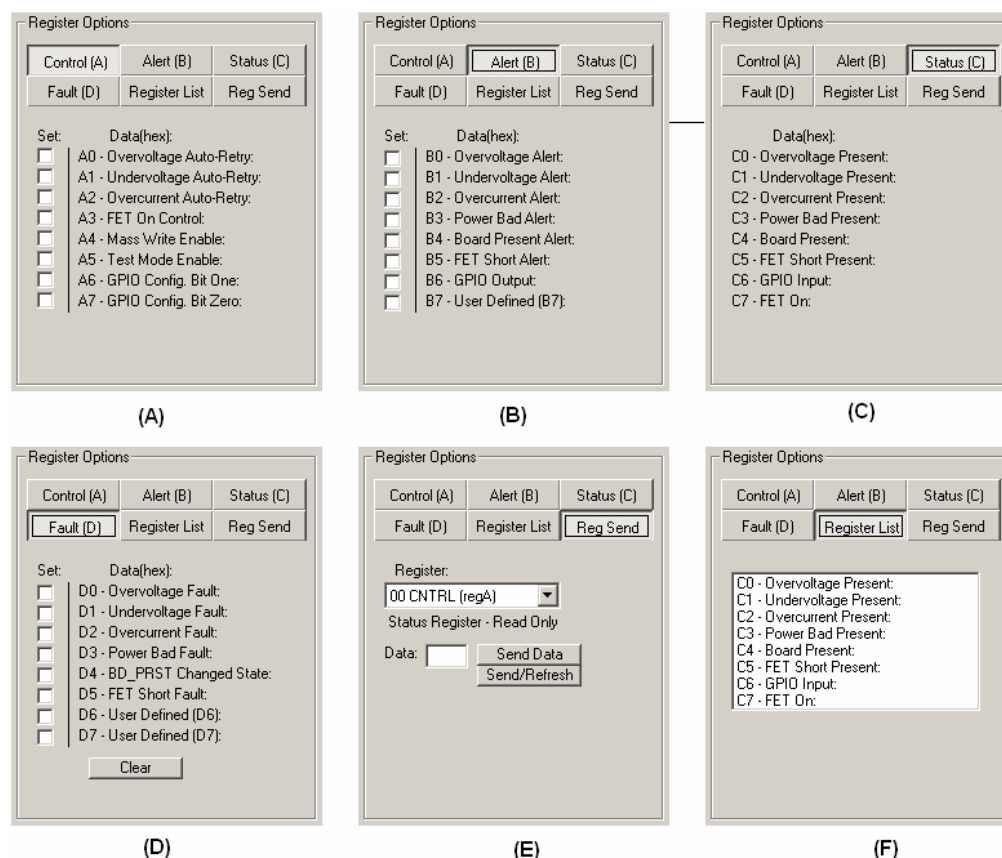 Register Options
Control (A) Alert (B) Status (C)
Fault (D) Register List Reg Send
Set: Data(hex):
A0 - Overvoltage Auto-Retry:
A1 - Undervoltage Auto-Retry:
A2 - Overcurrent Auto-Retry:
A3 - FET On Control:
A4 - Mass Write Enable:
A5 - Test Mode Enable:
A6 - GPIO Config. Bit One:
A7 - GPIO Config. Bit Zero:
(A)
Register Options
Control (A) Alert (B) Status (C)
Fault (D) Register List Reg Send
Set: Data(hex):
B0 - Overvoltage Alert:
B1 - Undervoltage Alert:
B2 - Overcurrent Alert:
B3 - Power Bad Alert:
B4 - Board Present Alert:
B5 - FET Short Alert:
B6 - GPIO Output:
B7 - User Defined (B7):
(B)
Register Options
Control (A) Alert (B) Status (C)
Fault (D) Register List Reg Send
Data(hex):
C0 - Overvoltage Present:
C1 - Undervoltage Present:
C2 - Overcurrent Present:
C3 - Power Bad Present:
C4 - Board Present:
C5 - FET Short Present:
C6 - GPIO Input:
C7 - FET On:
(C)
Register Options
Control (A) Alert (B) Status (C)
Fault (D) Register List Reg Send
Set: Data(hex):
D0 - Overvoltage Fault:
D1 - Undervoltage Fault:
D2 - Overcurrent Fault:
D3 - Power Bad Fault:
D4 - BD_PRST Changed State:
D5 - FET Short Fault:
D6 - User Defined (D6):
D7 - User Defined (D7):
Clear
(D)
Register Options
Control (A) Alert (B) Status (C)
Fault (D) Register List Reg Send
Register:
00 CNTRL (regA)
Status Register - Read Only
Data: Send Data
Send/Refresh
(E)
Register Options
Control (A) Alert (B) Status (C)
Fault (D) Register List Reg Send
C0 - Overvoltage Present:
C1 - Undervoltage Present:
C2 - Overcurrent Present:
C3 - Power Bad Present:
C4 - Board Present:
C5 - FET Short Present:
C6 - GPIO Input:
C7 - FET On:
(F)